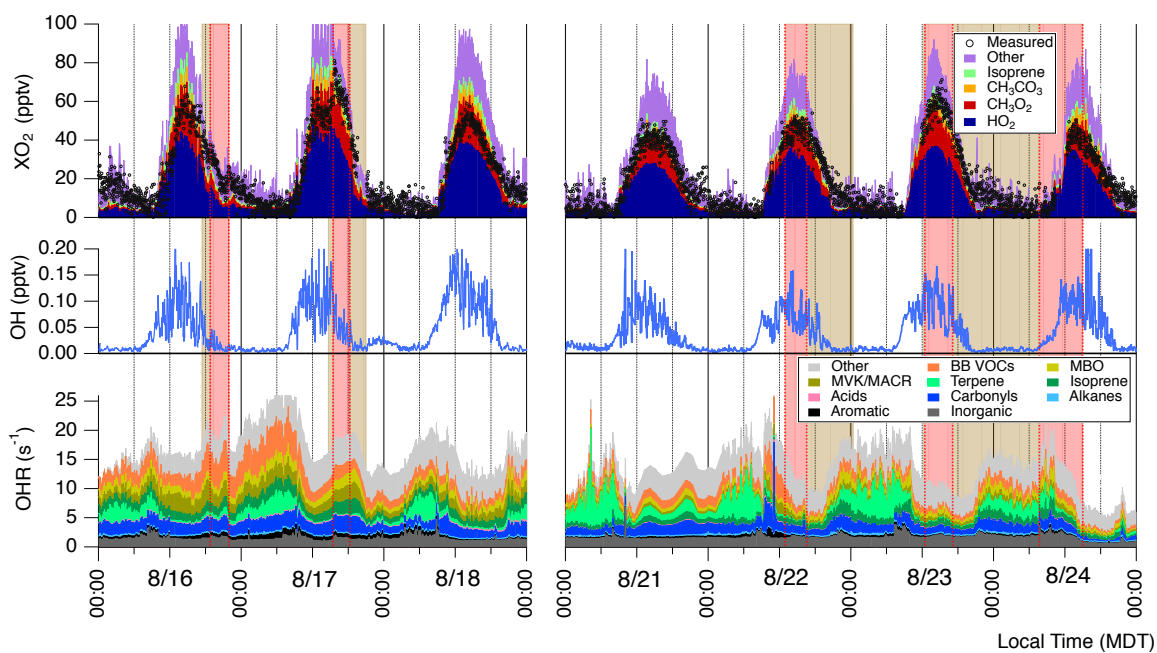 XO₂ (pptv)
100
80
60
40
20
0
Measured
Other
Isoprene
CH₃CO₃
CH₃O₂
HO₂
OH (pptv)
0.20
0.15
0.10
0.05
0.00
OHR (s⁻¹)
25
20
15
10
5
0
Other BB VOCs MBO
MVK/MACR Terpene Isoprene
Acids Carbonyls Alkanes
Aromatic Inorganic
00:00 8/16 00:00 8/17 00:00 8/18 00:00 00:00 8/21 00:00 8/22 00:00 8/23 00:00 8/24 00:00
Local Time (MDT)